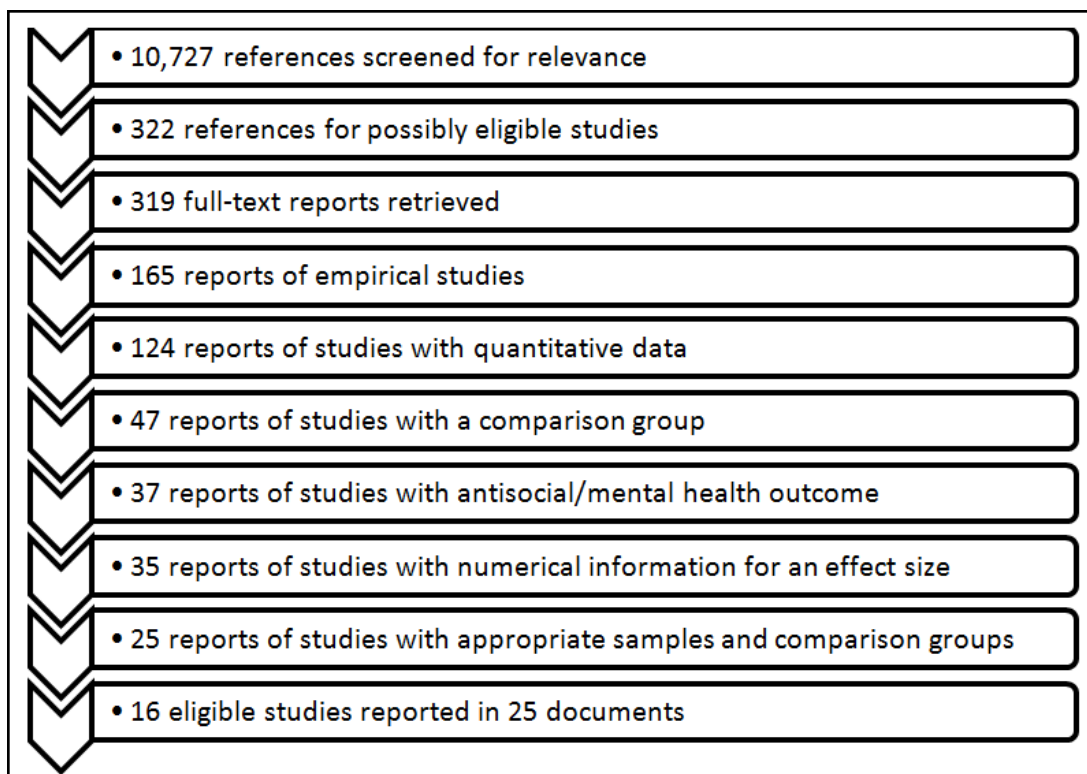 • 10,727 references screened for relevance
• 322 references for possibly eligible studies
• 319 full-text reports retrieved
• 165 reports of empirical studies
• 124 reports of studies with quantitative data
• 47 reports of studies with a comparison group
• 37 reports of studies with antisocial/mental health outcome
• 35 reports of studies with numerical information for an effect size
• 25 reports of studies with appropriate samples and comparison groups
• 16 eligible studies reported in 25 documents